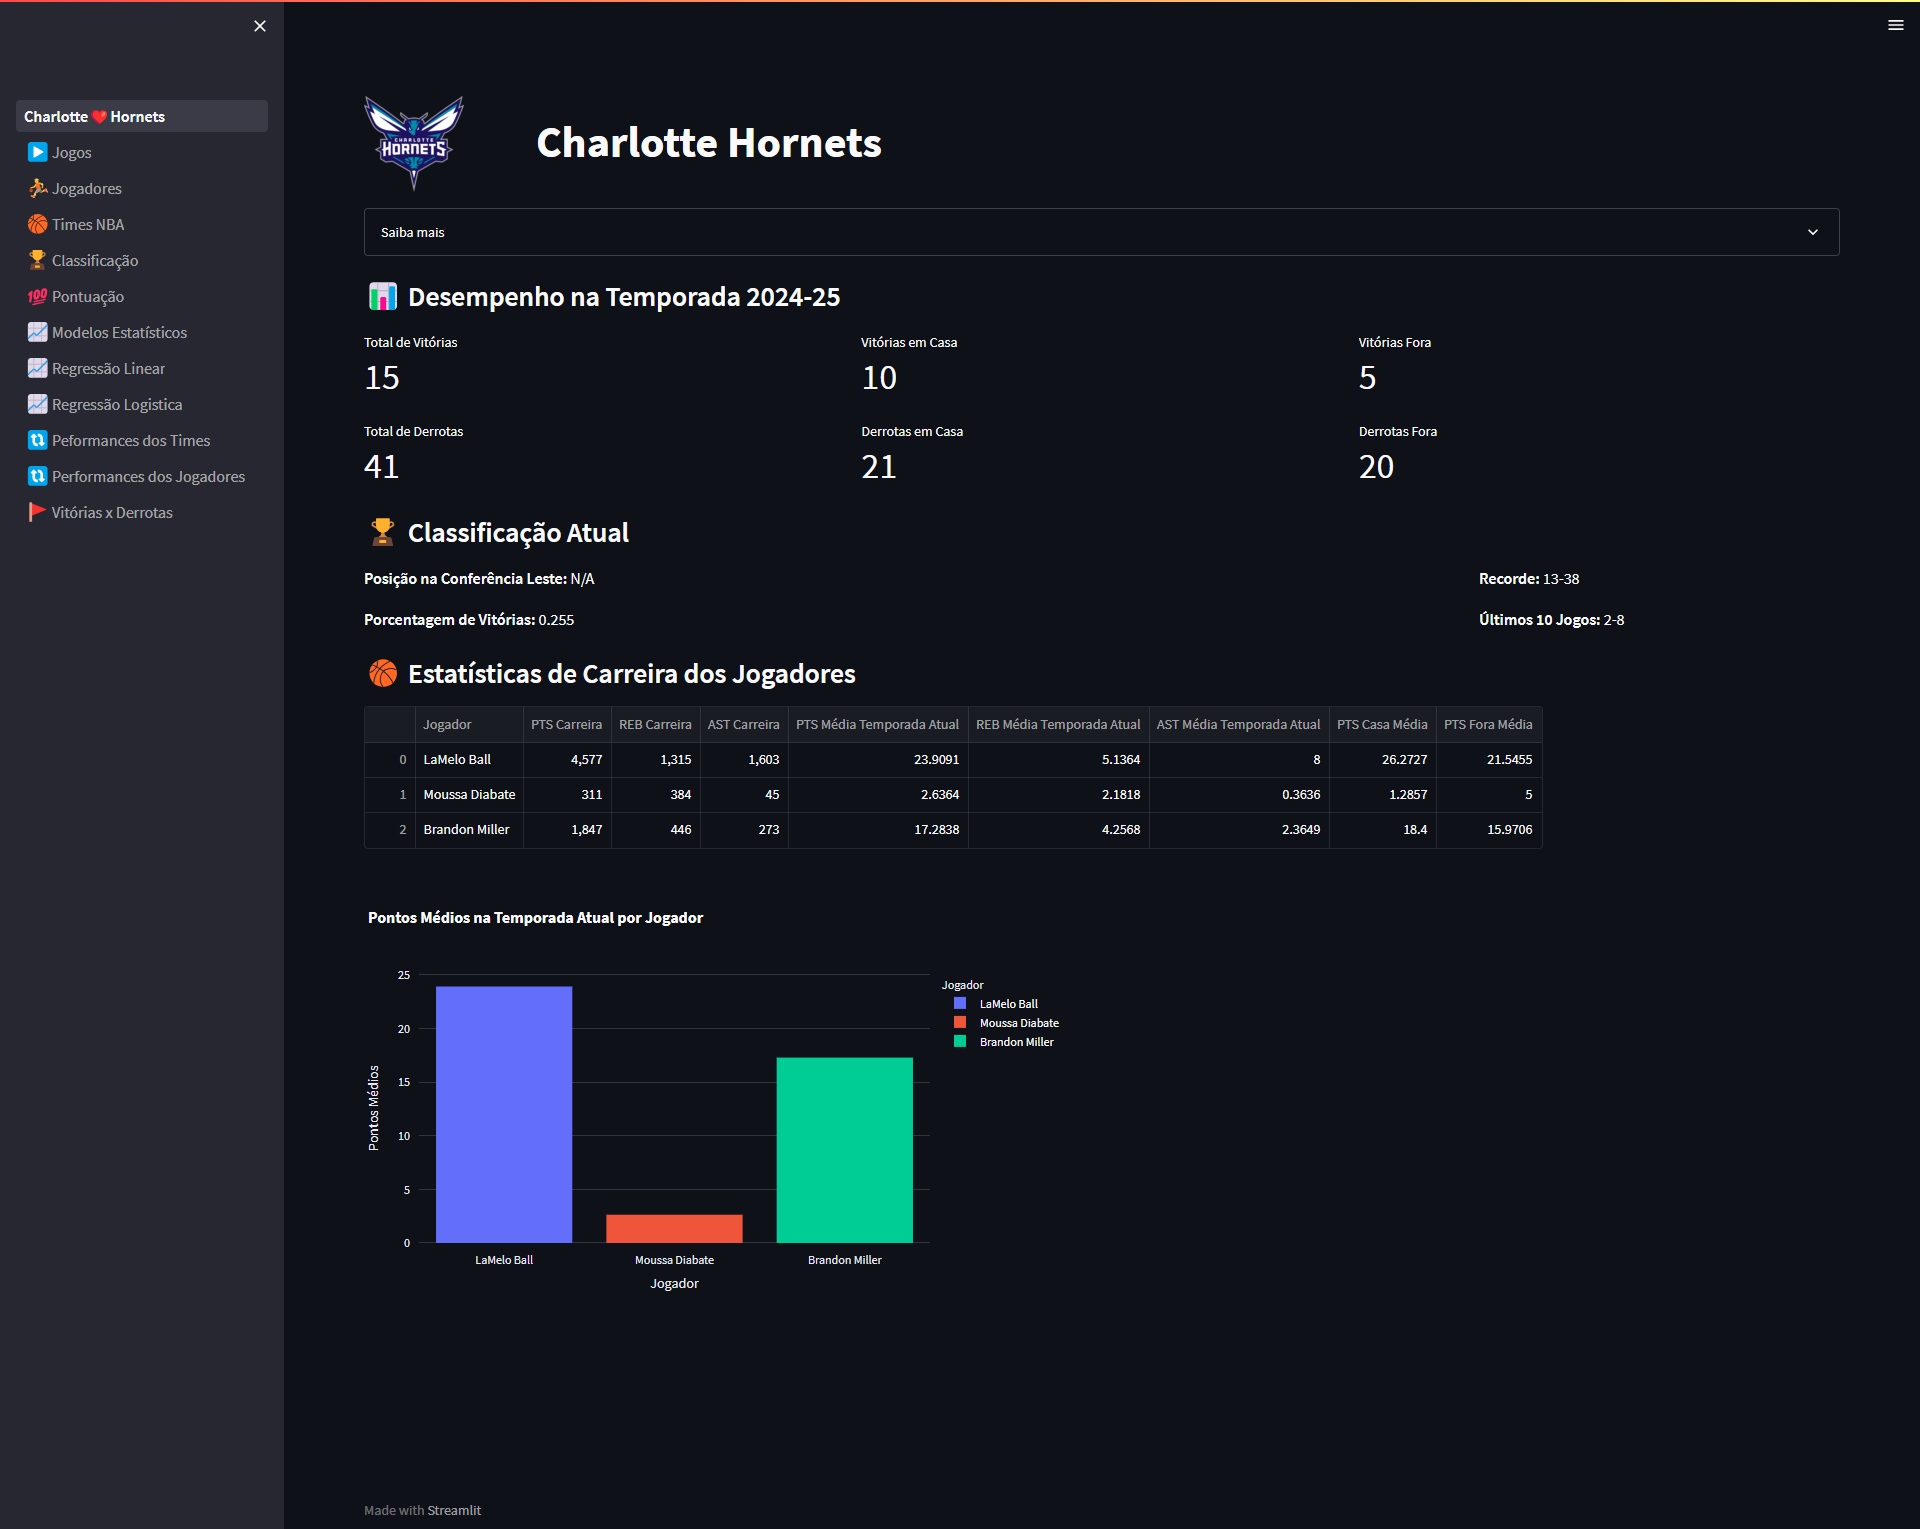 Charlotte ❤️ Hornets
Jogos
Jogadores
Times NBA
Classificação
Pontuação
Modelos Estatísticos
Regressão Linear
Regressão Logistica
Peformances dos Times
Performances dos Jogadores
Vitórias x Derrotas
CHARLOTTE
HORNETS
Charlotte Hornets
Saiba mais
Desempenho na Temporada 2024-25
Total de Vitórias Vitórias em Casa Vitórias Fora
15 10 5
Total de Derrotas Derrotas em Casa Derrotas Fora
41 21 20
Classificação Atual
Posição na Conferência Leste: N/A Recorde: 13-38
Porcentagem de Vitórias: 0.255 Últimos 10 Jogos: 2-8
Estatísticas de Carreira dos Jogadores
Jogador PTS Carreira REB Carreira AST Carreira PTS Média Temporada Atual REB Média Temporada Atual AST Média Temporada Atual PTS Casa Média PTS Fora Média
0 LaMelo Ball 4,577 1,315 1,603 23.9091 5.1364 8 26.2727 21.5455
1 Moussa Diabate 311 384 45 2.6364 2.1818 0.3636 1.2857 5
2 Brandon Miller 1,847 446 273 17.2838 4.2568 2.3649 18.4 15.9706
Pontos Médios na Temporada Atual por Jogador
Pontos Médios
25
20
15
10
5
0
LaMelo Ball Moussa Diabate Brandon Miller
Jogador
Jogador
LaMelo Ball
Moussa Diabate
Brandon Miller
Made with Streamlit